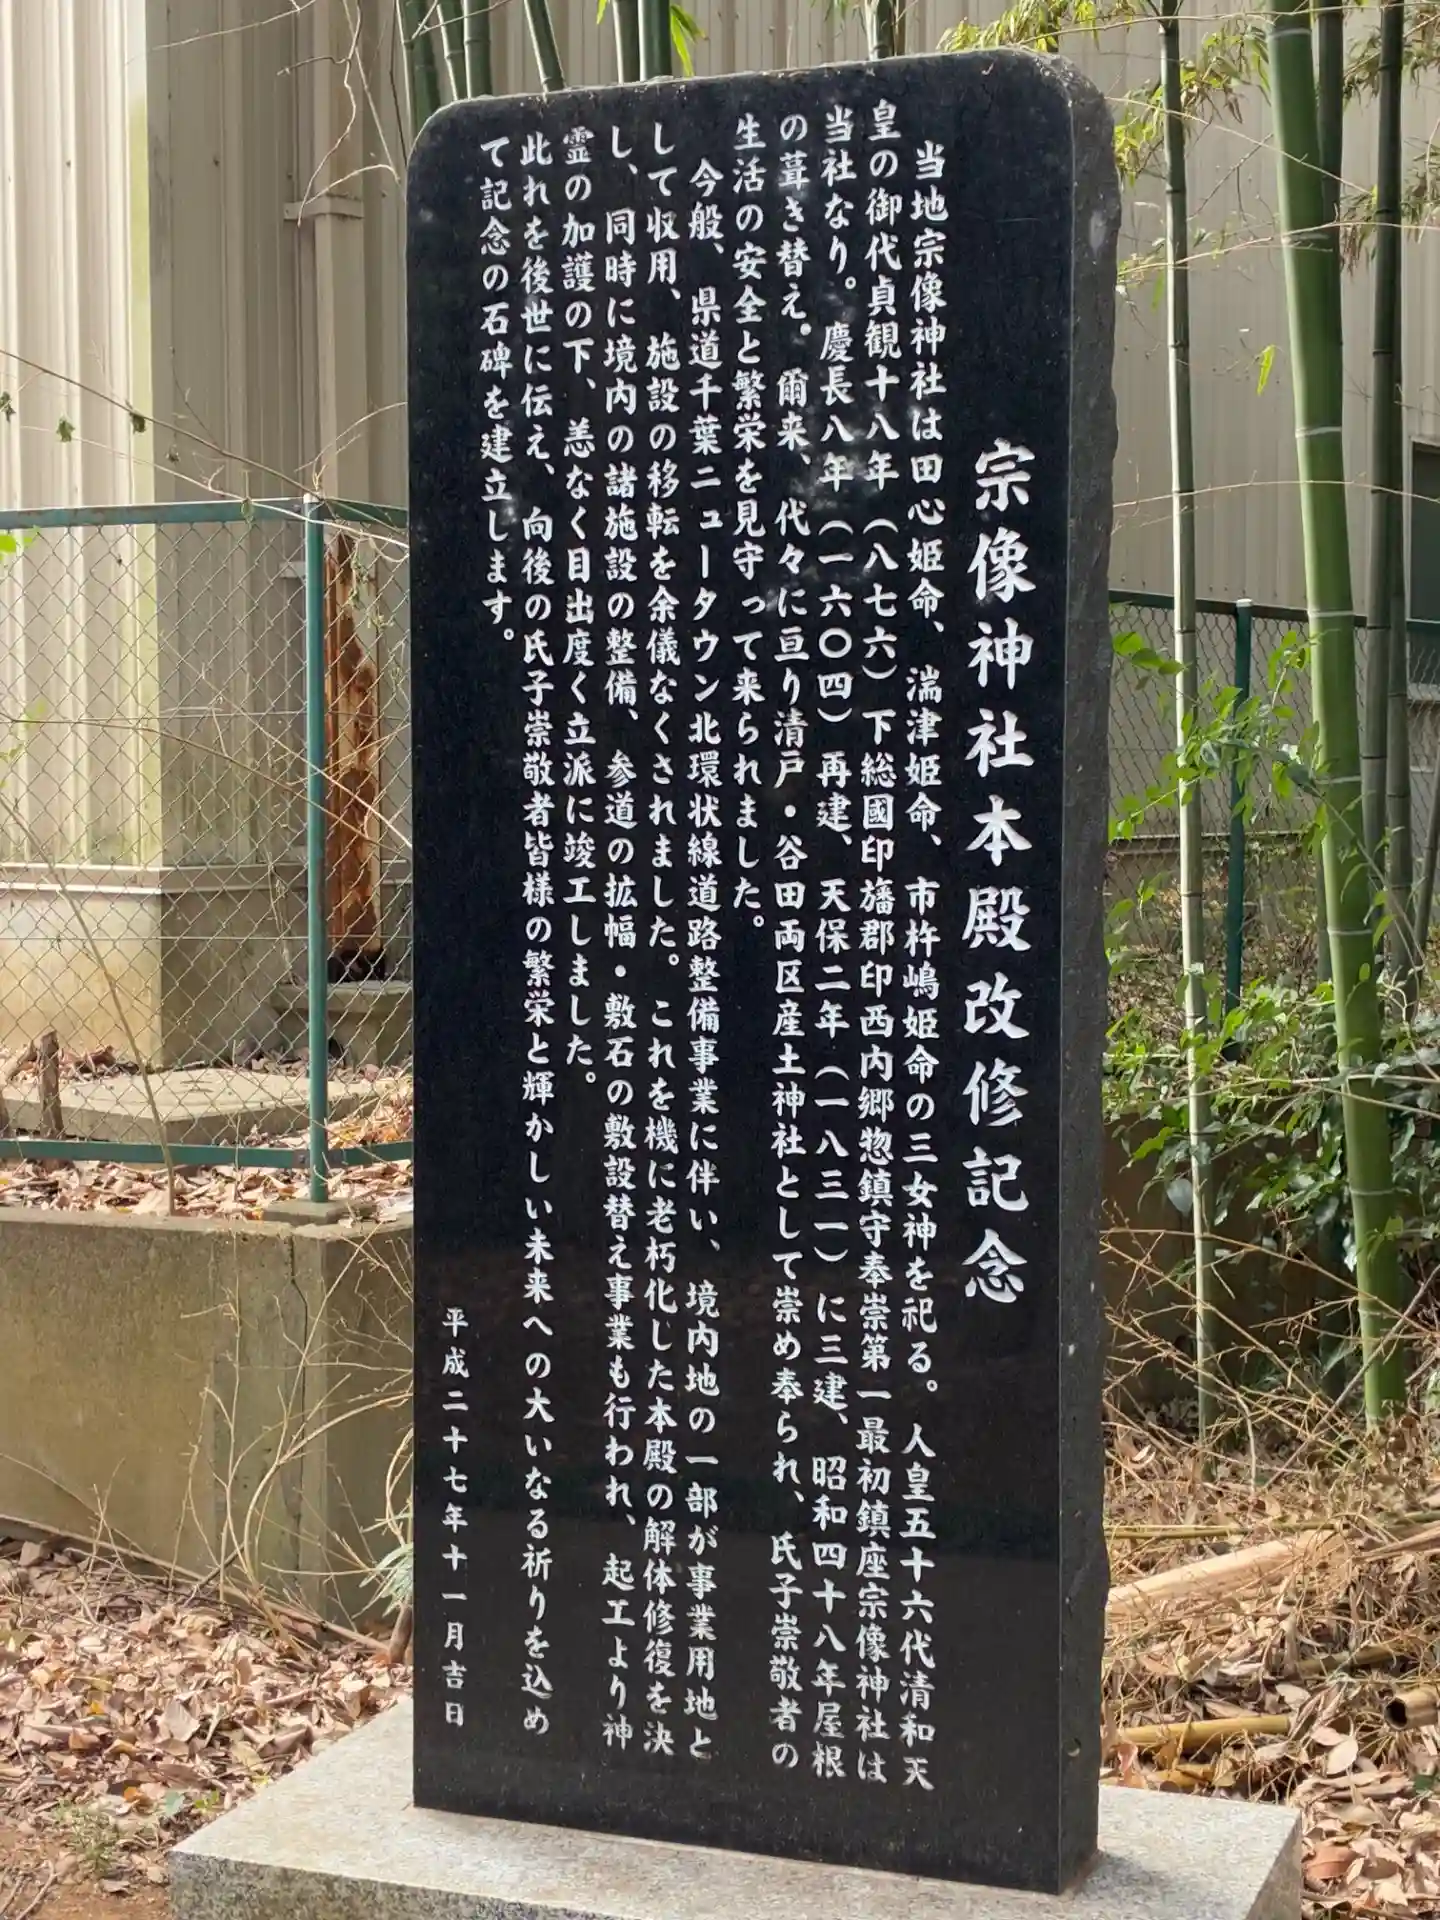 宗像神社本殿改修記念
当地宗像神社は田心姫命、湍津姫命、市杵嶋姫命の三女神を祀る。人皇五十六代清和天
皇の御代貞観十八年（八七六）下総國印旛郡印西内郷惣鎮守奉崇第一最初鎮座宗像神社は
当社なり。慶長八年（一六〇四）再建、天保二年（一八三一）に三建、昭和四十八年屋根
の葺き替え。爾来、代々に亘り清戸・谷田両区産土神社として崇め奉られ、氏子崇敬者の
生活の安全と繁栄を見守って来られました。
今般、県道千葉ニュータウン北環状線道路整備事業に伴い、境内地の一部が事業用地と
して収用、施設の移転を余儀なくされました。これを機に老朽化した本殿の解体修復を決
し、同時に境内の諸施設の整備、参道の拡幅・敷石の敷設替え事業も行われ、起工より神
霊の加護の下、恙なく目出度く立派に竣工しました。
此れを後世に伝え、向後の氏子崇敬者皆様の繁栄と輝かしい未来への大いなる祈りを込め
て記念の石碑を建立します。
平成二十七年十一月吉日